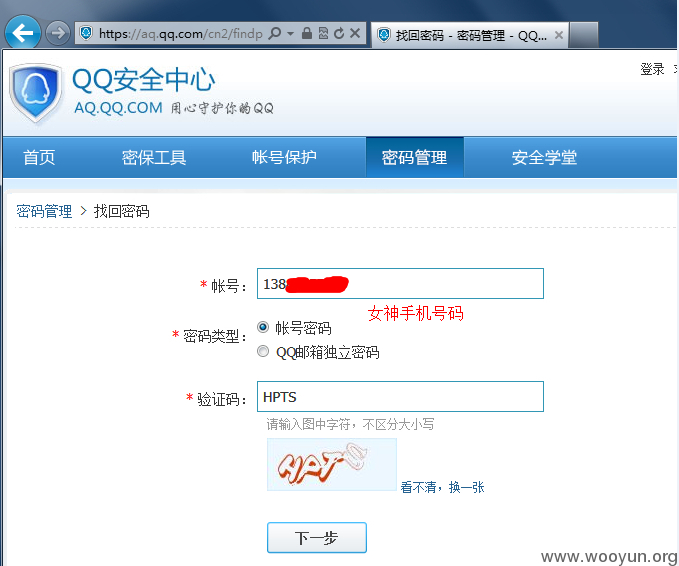 https://aq.qq.com/cn2/findp
找回密码 - 密码管理 - QQ...
登录
QQ安全中心
AQ.QQ.COM 用心守护你的QQ
首页 密保工具 帐号保护 密码管理 安全学堂
密码管理 > 找回密码
* 帐号： 138
女神手机号码
* 密码类型： 帐号密码
QQ邮箱独立密码
* 验证码： HPTS
请输入图中字符，不区分大小写
看不清，换一张
下一步
www.wooyun.org